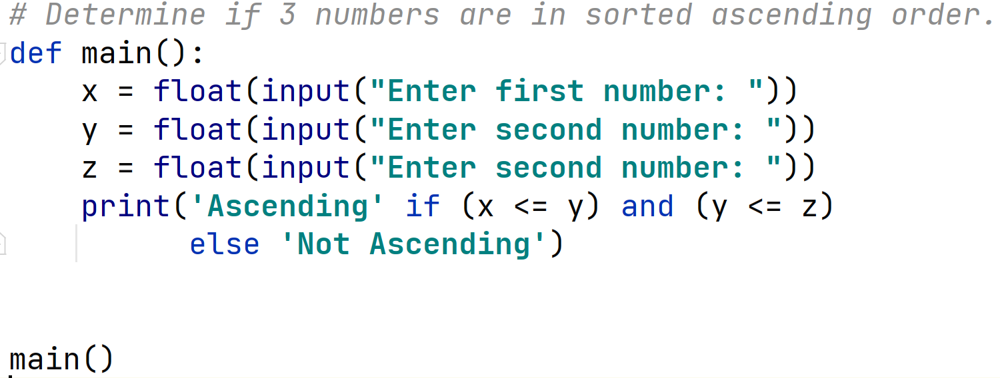 # Determine if 3 numbers are in sorted ascending order.
def main():
    x = float(input("Enter first number: "))
    y = float(input("Enter second number: "))
    z = float(input("Enter second number: "))
    print('Ascending' if (x <= y) and (y <= z)
          else 'Not Ascending')
main()